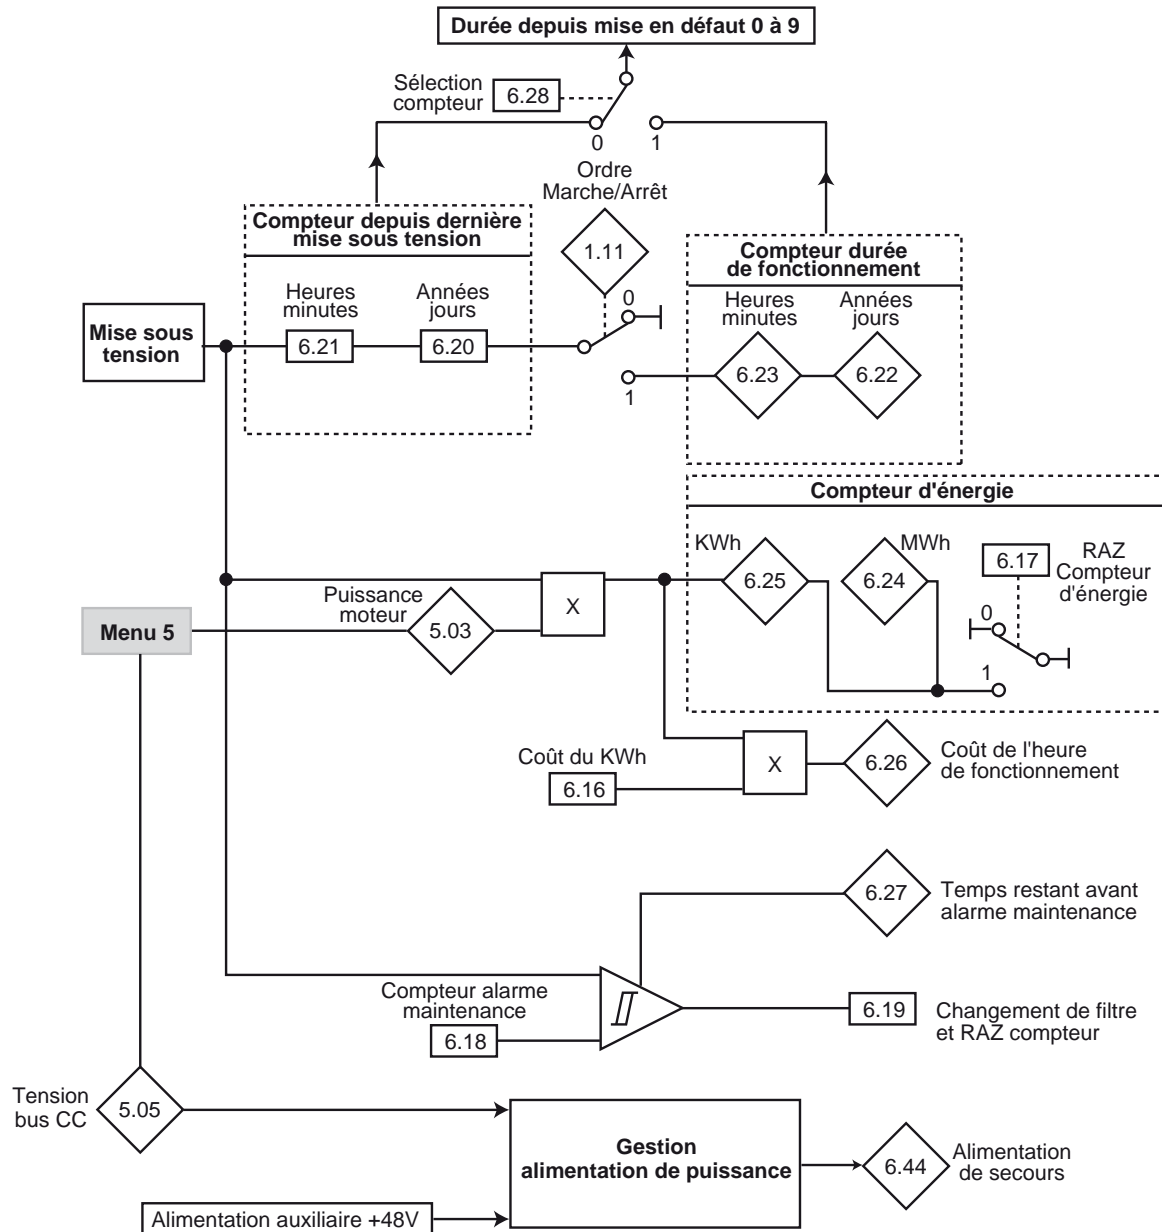 Durée depuis mise en défaut 0 à 9
Sélection
compteur
6.28
0
1
Ordre
Marche/Arrêt
1.11
0
1
Compteur depuis dernière
mise sous tension
Heures
minutes
6.21
Années
jours
6.20
Mise sous
tension
Compteur durée
de fonctionnement
Heures
minutes
6.23
Années
jours
6.22
Compteur d'énergie
KWh
6.25
MWh
6.24
6.17
RAZ
Compteur
d'énergie
0
1
Menu 5
Puissance
moteur
5.03
X
Coût du KWh
6.16
X
6.26
Coût de l'heure
de fonctionnement
6.27
Temps restant avant
alarme maintenance
Compteur alarme
maintenance
6.18
6.19
Changement de filtre
et RAZ compteur
Tension
bus CC
5.05
Gestion
alimentation de puissance
6.44
Alimentation
de secours
Alimentation auxiliaire +48V